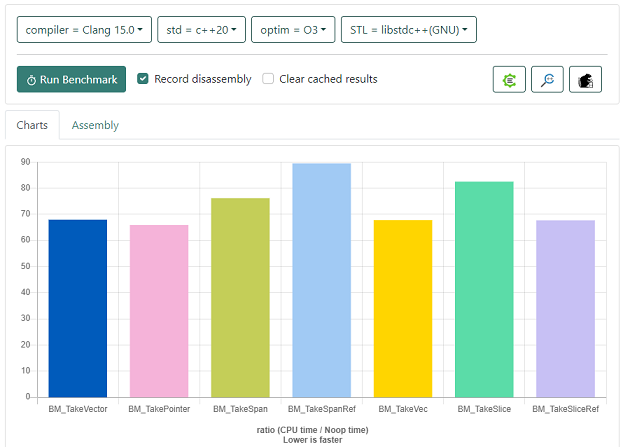 compiler = Clang 15.0
std = c++20
optim = O3
STL = libstdc++(GNU)
Run Benchmark
Record disassembly
Clear cached results
Charts
Assembly
90
80
70
60
50
40
30
20
10
0
BM_TakeVector
BM_TakePointer
BM_TakeSpan
BM_TakeSpanRef
BM_TakeVec
BM_TakeSlice
BM_TakeSliceRef
ratio (CPU time / Noop time)
Lower is faster